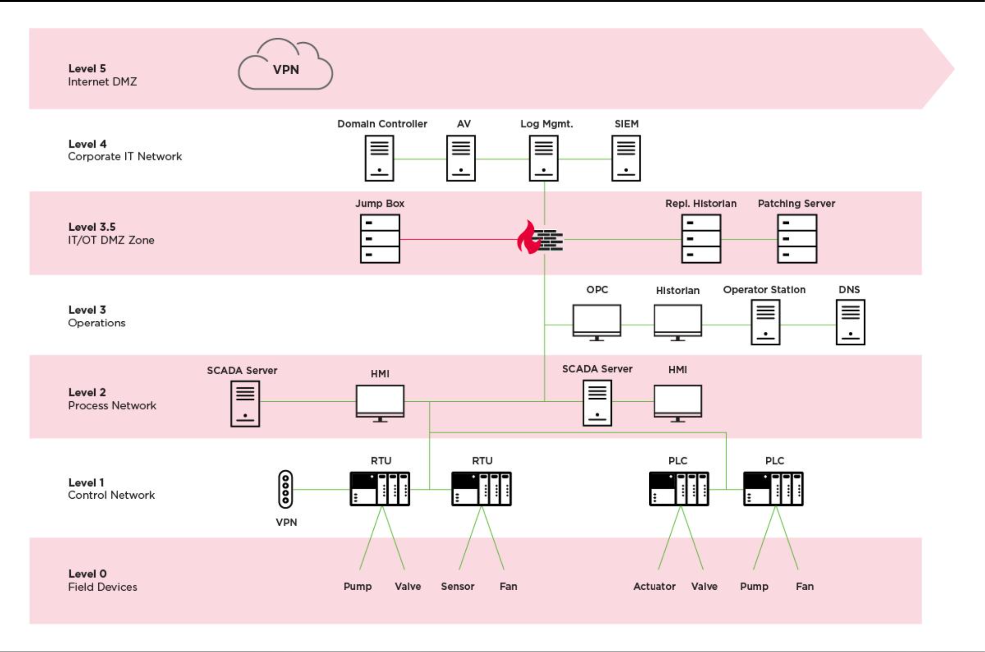 Level 5
Internet DMZ
VPN
Level 4
Corporate IT Network
Domain Controller
AV
Log Mgmt.
SIEM
Level 3.5
IT/OT DMZ Zone
Jump Box
Repl. Historian
Patching Server
Level 3
Operations
OPC
Historian
Operator Station
DNS
Level 2
Process Network
SCADA Server
HMI
SCADA Server
HMI
Level 1
Control Network
VPN
RTU
RTU
PLC
PLC
Level 0
Field Devices
Pump
Valve
Sensor
Fan
Actuator
Valve
Pump
Fan